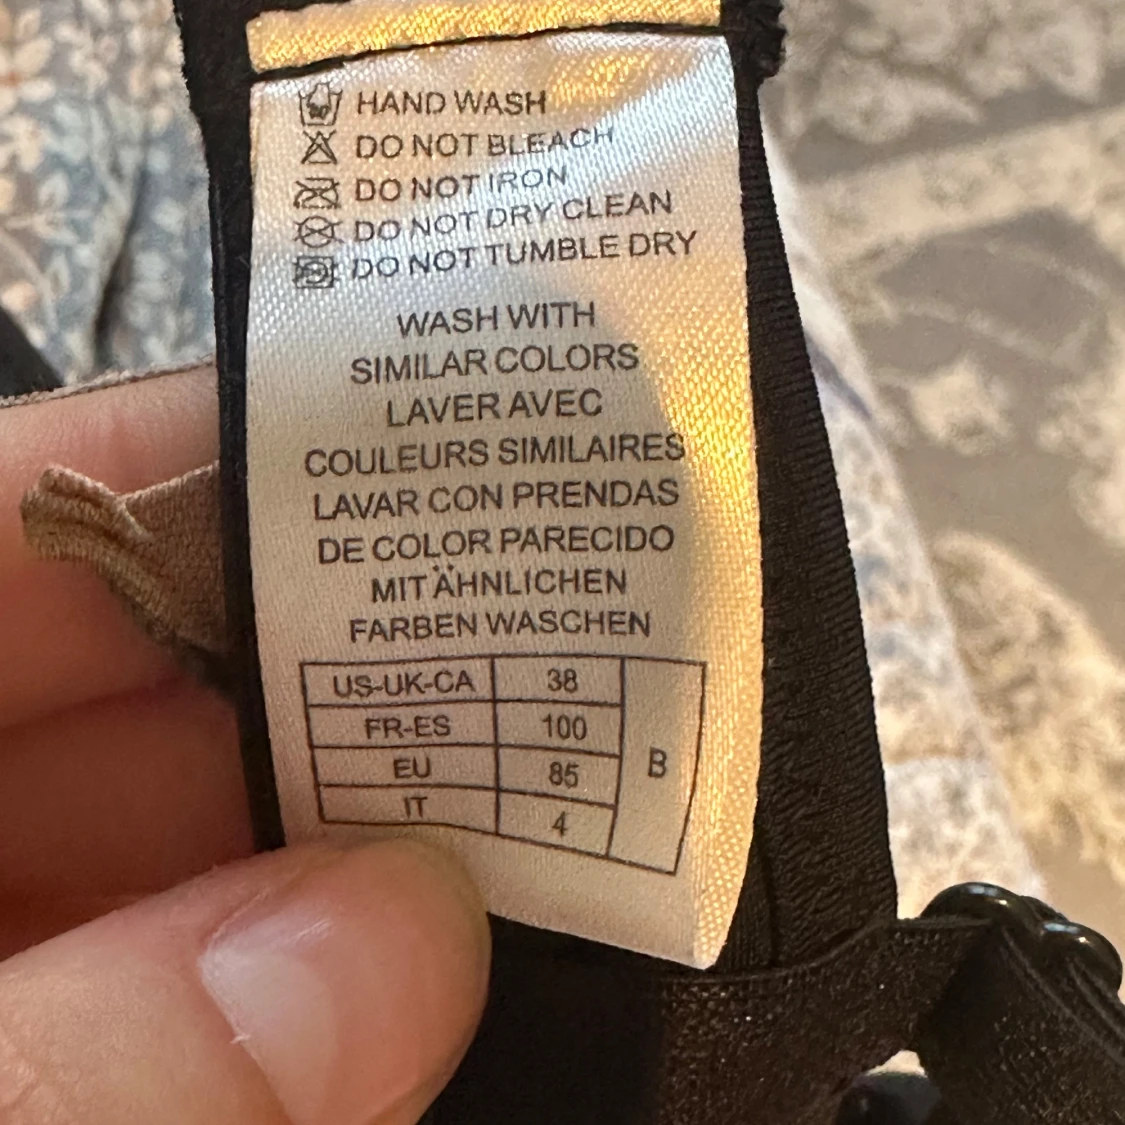 HAND WASH
DO NOT BLEACH
DO NOT IRON
DO NOT DRY CLEAN
DO NOT TUMBLE DRY
WASH WITH
SIMILAR COLORS
LAVER AVEC
COULEURS SIMILAIRES
LAVAR CON PRENDAS
DE COLOR PARECIDO
MIT ÄHNLICHEN
FARBEN WASCHEN
US-UK-CA 38
FR-ES 100
EU 85 B
IT 4